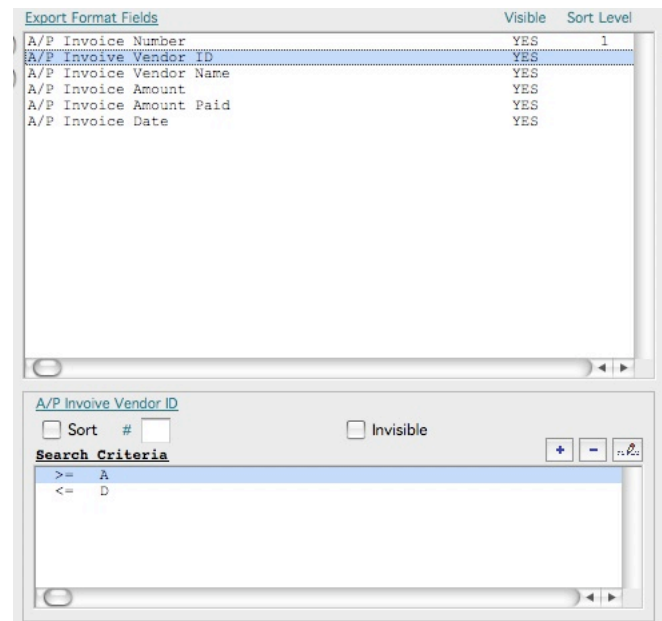 Export Format Fields Visible Sort Level
A/P Invoice Number YES 1
A/P Invoive Vendor ID YES
A/P Invoice Vendor Name YES
A/P Invoice Amount YES
A/P Invoice Amount Paid YES
A/P Invoice Date YES
A/P Invoive Vendor ID
Sort # Invisible
Search Criteria + -
>= A
<= D